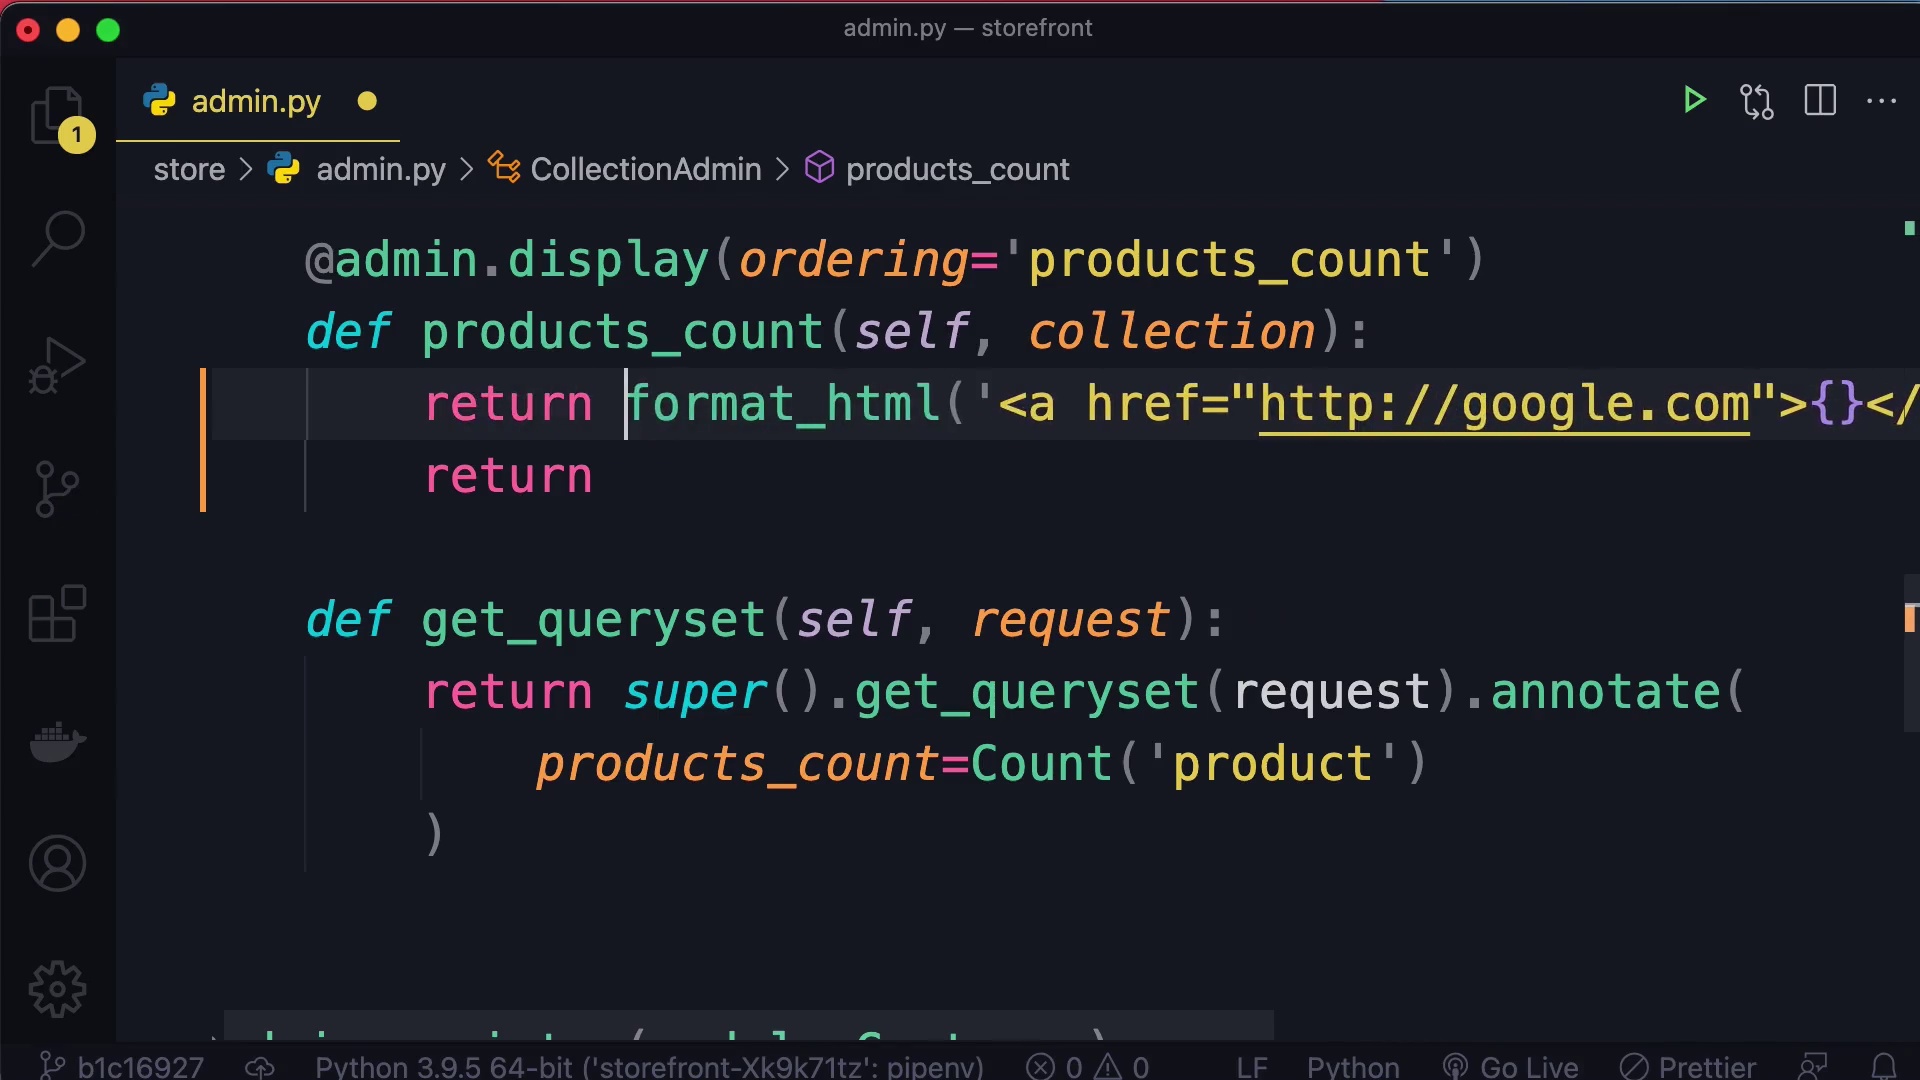 admin.py — storefront
admin.py
1
store > admin.py > CollectionAdmin > products_count
@admin.display(ordering='products_count')
def products_count(self, collection):
return format_html('<a href="http://google.com">{}</
return
def get_queryset(self, request):
return super().get_queryset(request).annotate(
products_count=Count('product')
)
b1c16927 Python 3.9.5 64-bit ('storefront-Xk9k71tz': pipenv) 0 0 LF Python Go Live Prettier